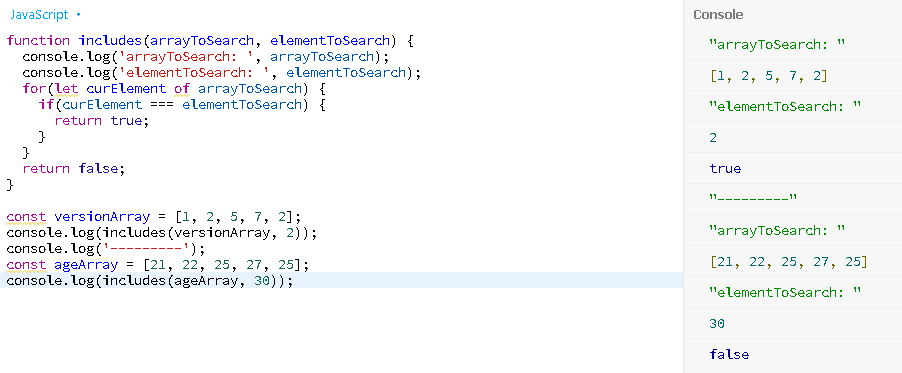 JavaScript
function includes(arrayToSearch, elementToSearch) {
  console.log('arrayToSearch: ', arrayToSearch);
  console.log('elementToSearch: ', elementToSearch);
  for(let curElement of arrayToSearch) {
    if(curElement === elementToSearch) {
      return true;
    }
  }
  return false;
}
const versionArray = [1, 2, 5, 7, 2];
console.log(includes(versionArray, 2));
console.log('---------');
const ageArray = [21, 22, 25, 27, 25];
console.log(includes(ageArray, 30));
Console
"arrayToSearch: "
[1, 2, 5, 7, 2]
"elementToSearch: "
2
true
"---------"
"arrayToSearch: "
[21, 22, 25, 27, 25]
"elementToSearch: "
30
false